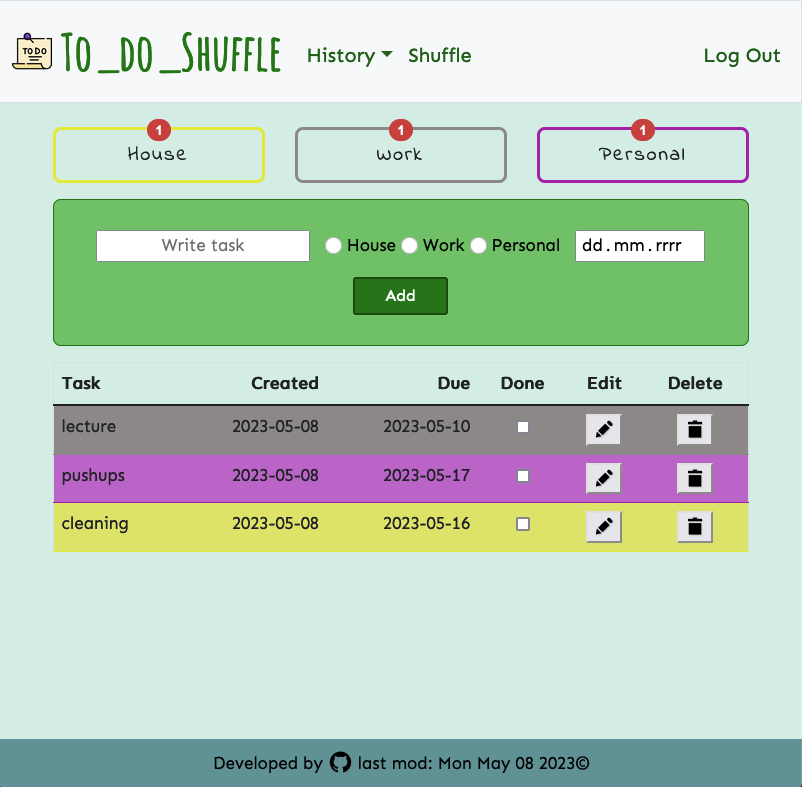 TO DO
To_do_Shuffle History Shuffle Log Out
1 1 1
House Work Personal
Write task House Work Personal dd.mm.rrrr
Add
Task Created Due Done Edit Delete
lecture 2023-05-08 2023-05-10
pushups 2023-05-08 2023-05-17
cleaning 2023-05-08 2023-05-16
Developed by last mod: Mon May 08 2023©